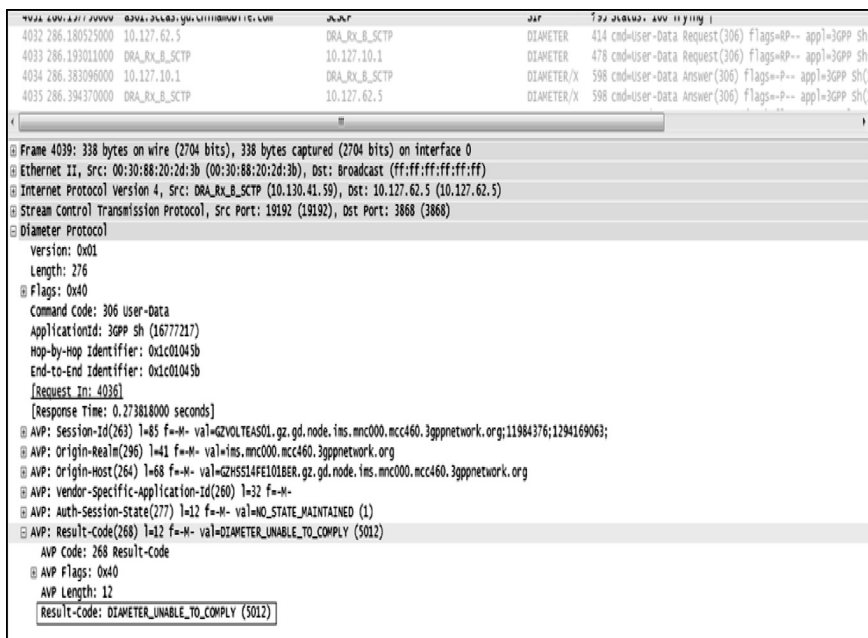 4032 286.180525000 10.127.62.5 DRA_Rx_B_SCTP DIAMETER 414 cmd=User-Data Request(306) flags=RP-- appl=3GPP Sh
4033 286.193011000 DRA_Rx_B_SCTP 10.127.10.1 DIAMETER 478 cmd=User-Data Request(306) flags=RP-- appl=3GPP Sh
4034 286.383096000 10.127.10.1 DRA_Rx_B_SCTP DIAMETER/X 598 cmd=User-Data Answer(306) flags=-P-- appl=3GPP Sh(
4035 286.394370000 DRA_Rx_B_SCTP 10.127.62.5 DIAMETER/X 598 cmd=User-Data Answer(306) flags=-P-- appl=3GPP Sh(
Frame 4039: 338 bytes on wire (2704 bits), 338 bytes captured (2704 bits) on interface 0
Ethernet II, Src: 00:30:88:20:2d:3b (00:30:88:20:2d:3b), Dst: Broadcast (ff:ff:ff:ff:ff:ff)
Internet Protocol Version 4, Src: DRA_Rx_B_SCTP (10.130.41.59), Dst: 10.127.62.5 (10.127.62.5)
Stream Control Transmission Protocol, Src Port: 19192 (19192), Dst Port: 3868 (3868)
Diameter Protocol
Version: 0x01
Length: 276
Flags: 0x40
Command Code: 306 User-Data
ApplicationId: 3GPP Sh (16777217)
Hop-by-Hop Identifier: 0x1c01045b
End-to-End Identifier: 0x1c01045b
[Request In: 4036]
[Response Time: 0.273818000 seconds]
AVP: Session-Id(263) l=85 f=-M- val=GZVOLTEAS01.gz.gd.node.ims.mnc000.mcc460.3gppnetwork.org;11984376;1294169063;
AVP: Origin-Realm(296) l=41 f=-M- val=ims.mnc000.mcc460.3gppnetwork.org
AVP: Origin-Host(264) l=68 f=-M- val=GZHSS14FE101BER.gz.gd.node.ims.mnc000.mcc460.3gppnetwork.org
AVP: Vendor-Specific-Application-Id(260) l=32 f=-M-
AVP: Auth-Session-State(277) l=12 f=-M- val=NO_STATE_MAINTAINED (1)
AVP: Result-Code(268) l=12 f=-M- val=DIAMETER_UNABLE_TO_COMPLY (5012)
AVP Code: 268 Result-Code
AVP Flags: 0x40
AVP Length: 12
Result-Code: DIAMETER_UNABLE_TO_COMPLY (5012)